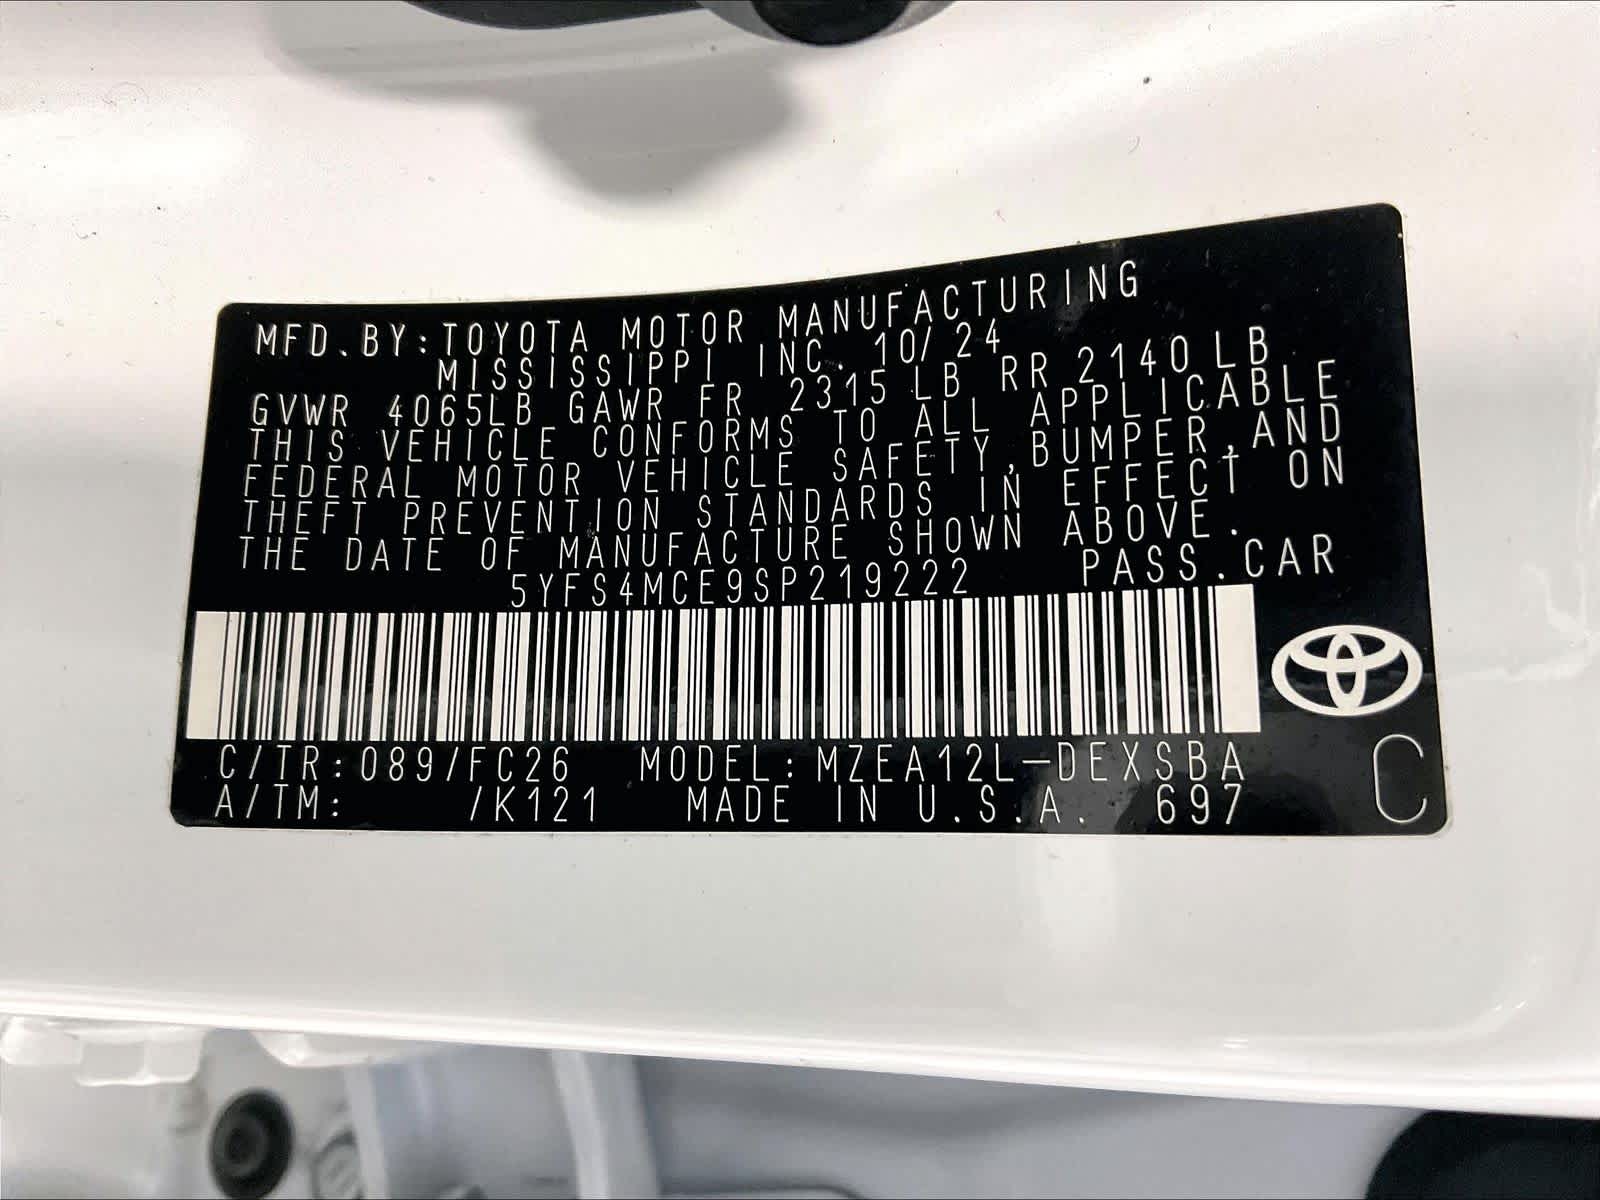 MFD.BY:TOYOTA MOTOR MANUFACTURING
MISSISSIPPI INC. 10/24
GVWR 4065LB GAWR FR 2315 LB RR 2140LB
THIS VEHICLE CONFORMS TO ALL APPLICABLE
FEDERAL MOTOR VEHICLE SAFETY,BUMPER,AND
THEFT PREVENTION STANDARDS IN EFFECT ON
THE DATE OF MANUFACTURE SHOWN ABOVE.
5YFS4MCE9SP219222 PASS.CAR
C/TR:089/FC26 MODEL:MZEA12L-DEXSBA
A/TM: /K121 MADE IN U.S.A. 697
C